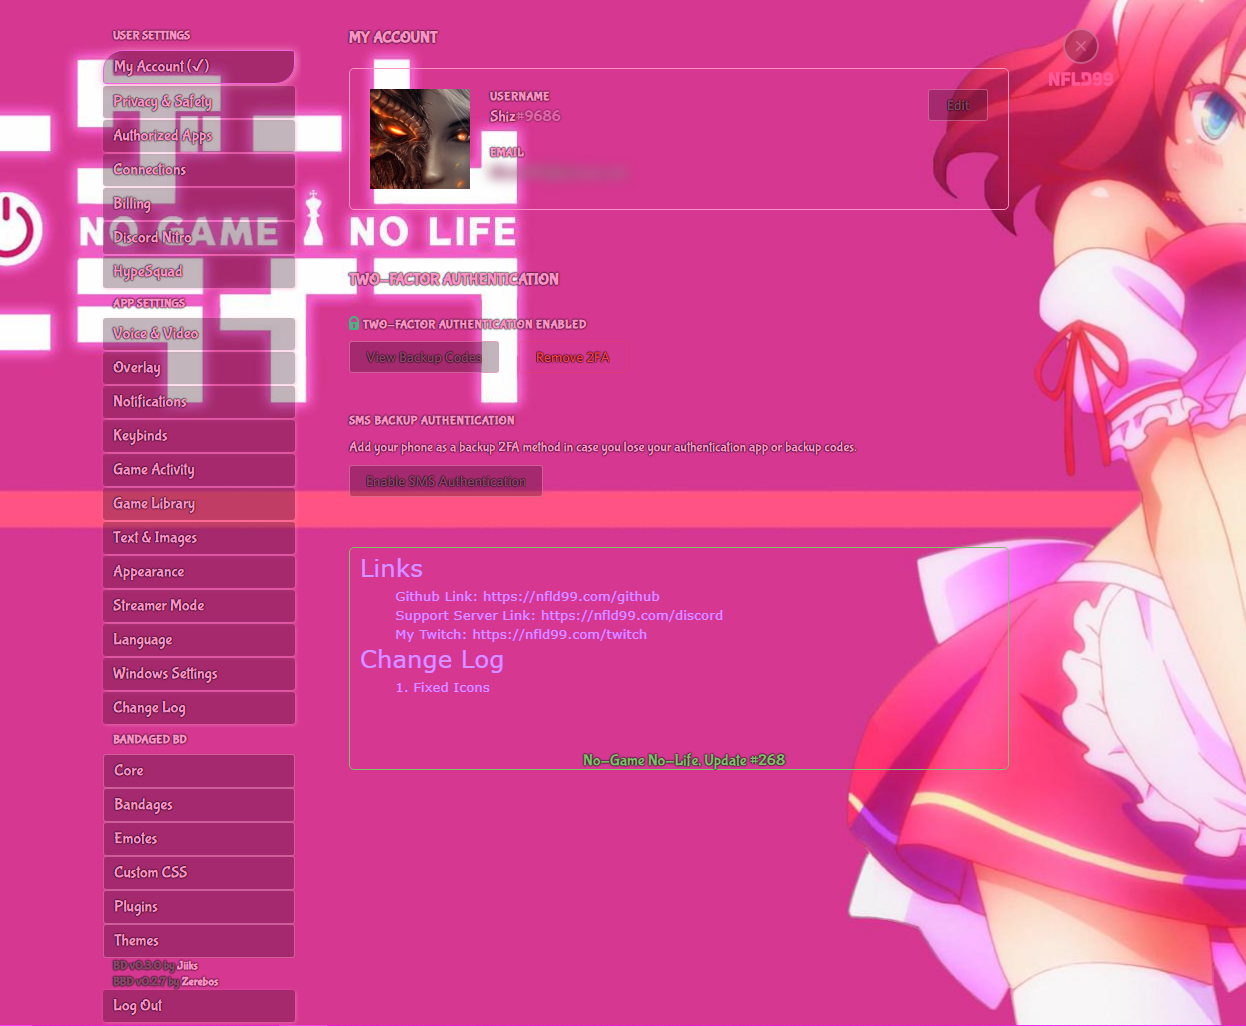 USER SETTINGS
My Account (✓)
Privacy & Safety
Authorized Apps
Connections
Billing
Discord Nitro
HypeSquad
APP SETTINGS
Voice & Video
Overlay
Notifications
Keybinds
Game Activity
Game Library
Text & Images
Appearance
Streamer Mode
Language
Windows Settings
Change Log
BANDAGED BD
Core
Bandages
Emotes
Custom CSS
Plugins
Themes
BD v0.3.0 by Jiiks
BBD v0.2.7 by Zerebos
Log Out
NO GAME NO LIFE
MY ACCOUNT
USERNAME
Shiz#9686
Edit
EMAIL
TWO-FACTOR AUTHENTICATION
TWO-FACTOR AUTHENTICATION ENABLED
View Backup Codes
Remove 2FA
SMS BACKUP AUTHENTICATION
Add your phone as a backup 2FA method in case you lose your authentication app or backup codes.
Enable SMS Authentication
Links
Github Link: https://nfld99.com/github
Support Server Link: https://nfld99.com/discord
My Twitch: https://nfld99.com/twitch
Change Log
1. Fixed Icons
No-Game No-Life, Update #268
NFLD99